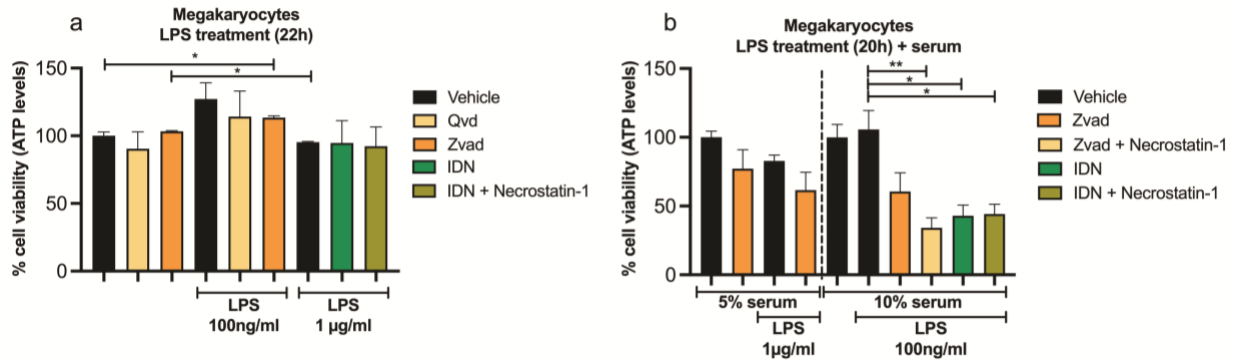 a
Megakaryocytes
LPS treatment (22h)
% cell viability (ATP levels)
150
100
50
0
*
*
LPS
100ng/ml
LPS
1 µg/ml
Vehicle
Qvd
Zvad
IDN
IDN + Necrostatin-1
b
Megakaryocytes
LPS treatment (20h) + serum
% cell viability (ATP levels)
150
100
50
0
**
*
*
5% serum
10% serum
LPS
1µg/ml
LPS
100ng/ml
Vehicle
Zvad
Zvad + Necrostatin-1
IDN
IDN + Necrostatin-1